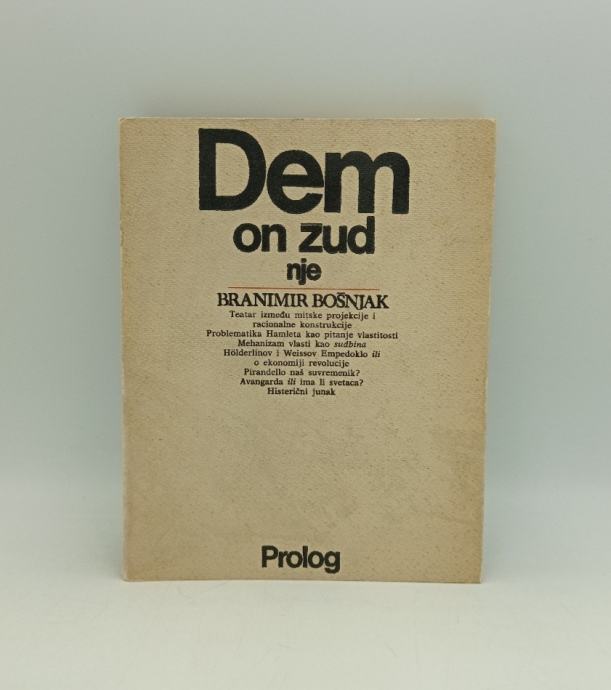 Dem
on žud
nje
BRANIMIR BOŠNJAK
Teatar između mitske projekcije i
racionalne konstrukcije
Problematika Hamleta kao pitanje vlastitosti
Mehanizam vlasti kao sudbina
Hölderlinov i Weissov Empedoklo ili
o ekonomiji revolucije
Pirandello naš suvremenik?
Avangarda ili ima li svetaca?
Histerični junak
Prolog